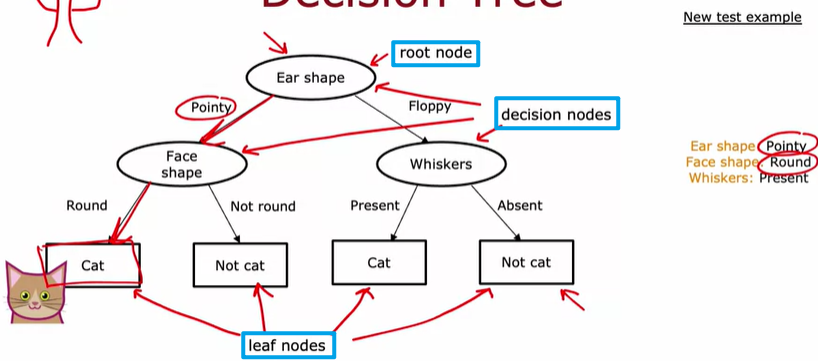 Decision Tree
New test example
root node
Ear shape
Pointy
Floppy
decision nodes
Face
shape
Whiskers
Ear shape: Pointy
Face shape: Round
Whiskers: Present
Round
Not round
Present
Absent
Cat
Not cat
Cat
Not cat
leaf nodes